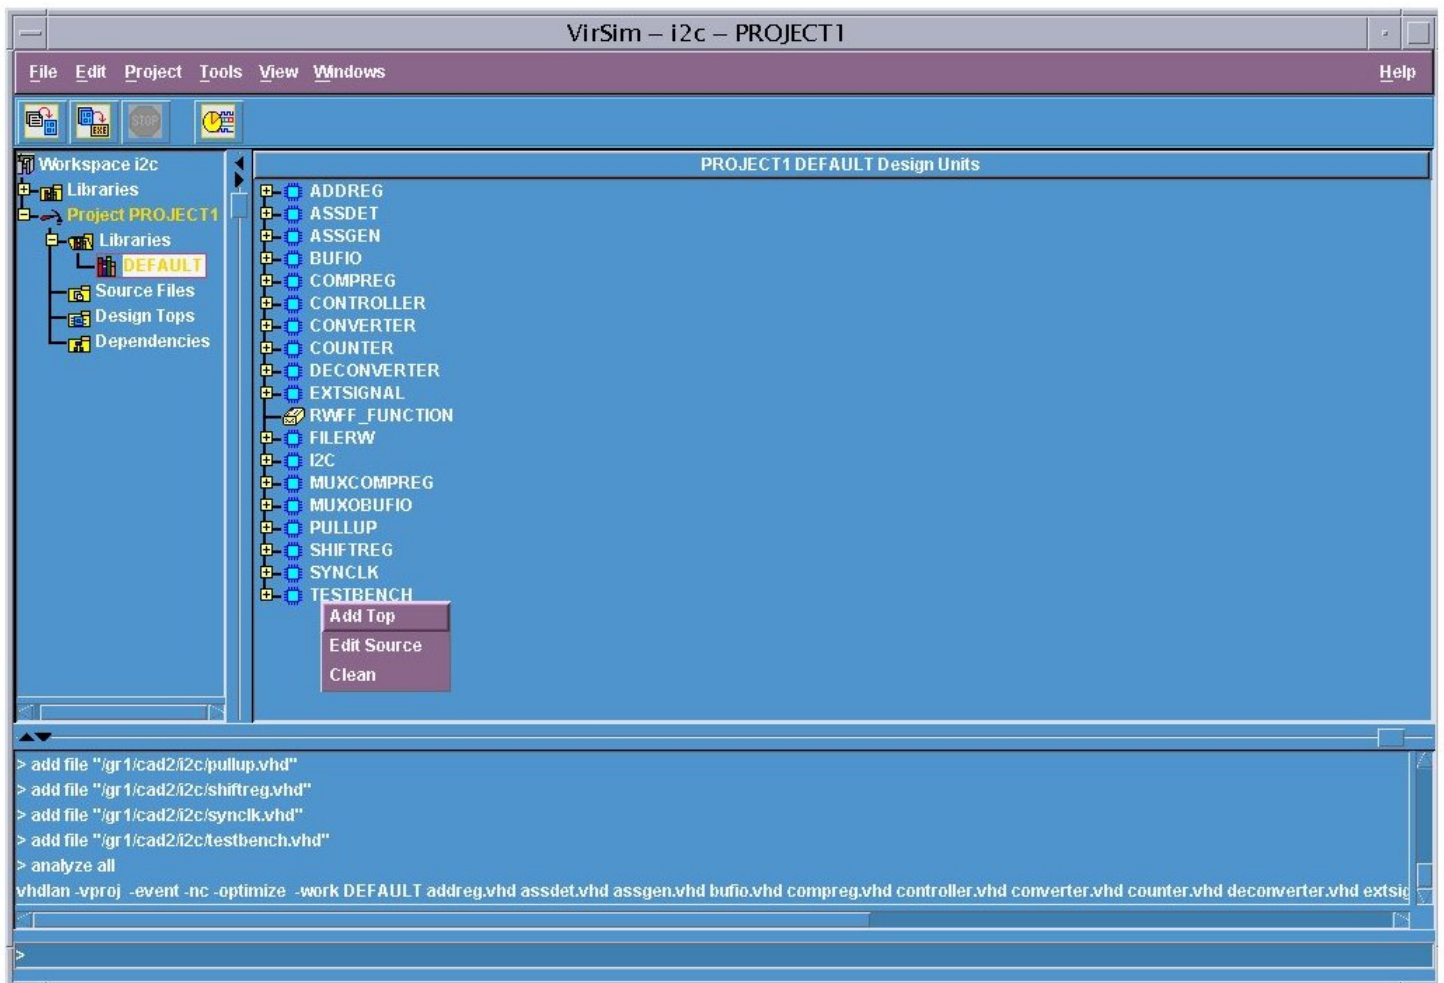 VirSim – i2c – PROJECT1
File Edit Project Tools View Windows Help
STOP EXE
Workspace i2c
Libraries
Project PROJECT1
Libraries
DEFAULT
Source Files
Design Tops
Dependencies
PROJECT1 DEFAULT Design Units
ADDREG
ASSDET
ASSGEN
BUFIO
COMPREG
CONTROLLER
CONVERTER
COUNTER
DECONVERTER
EXTSIGNAL
RWFF_FUNCTION
FILERW
I2C
MUXCOMPREG
MUXOBUFIO
PULLUP
SHIFTREG
SYNCLK
TESTBENCH
Add Top
Edit Source
Clean
> add file "/gr1/cad2/i2c/pullup.vhd"
> add file "/gr1/cad2/i2c/shiftreg.vhd"
> add file "/gr1/cad2/i2c/synclk.vhd"
> add file "/gr1/cad2/i2c/testbench.vhd"
> analyze all
vhdlan -vproj -event -nc -optimize -work DEFAULT addreg.vhd assdet.vhd assgen.vhd bufio.vhd compreg.vhd controller.vhd converter.vhd counter.vhd deconverter.vhd extsig
>